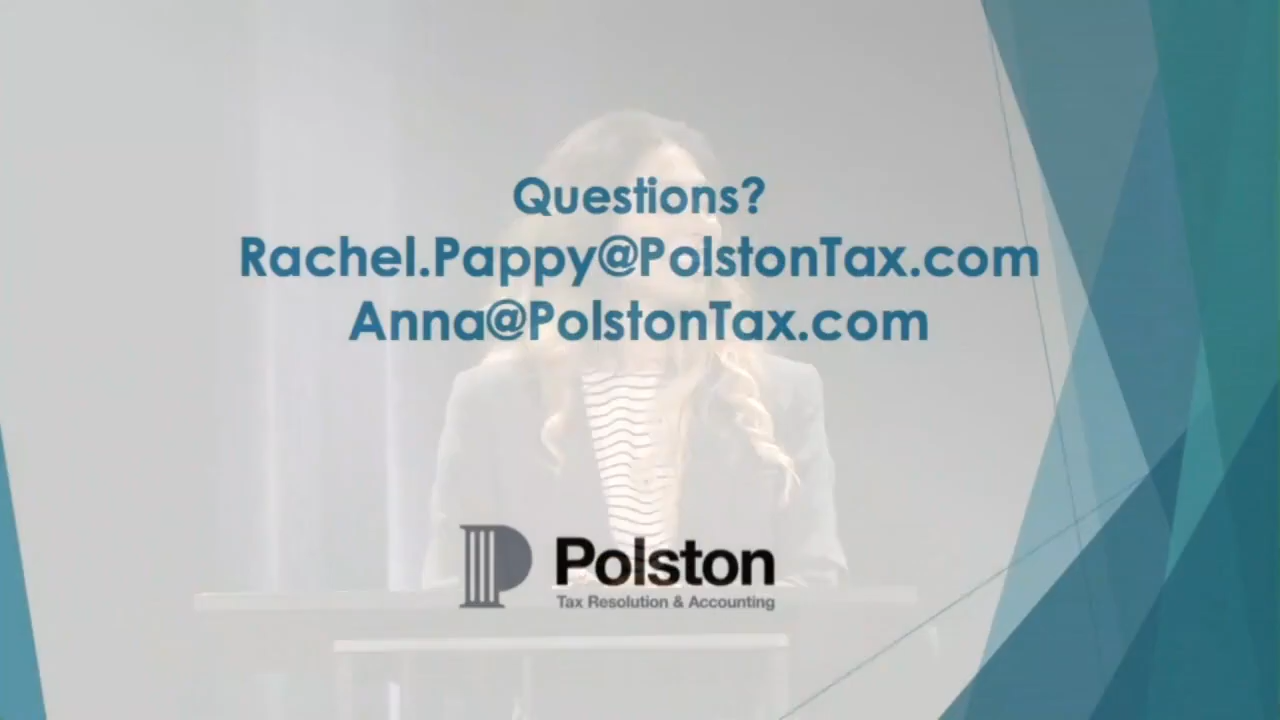 Questions?
Rachel.Pappy@PolstonTax.com
Anna@PolstonTax.com
Polston
Tax Resolution & Accounting